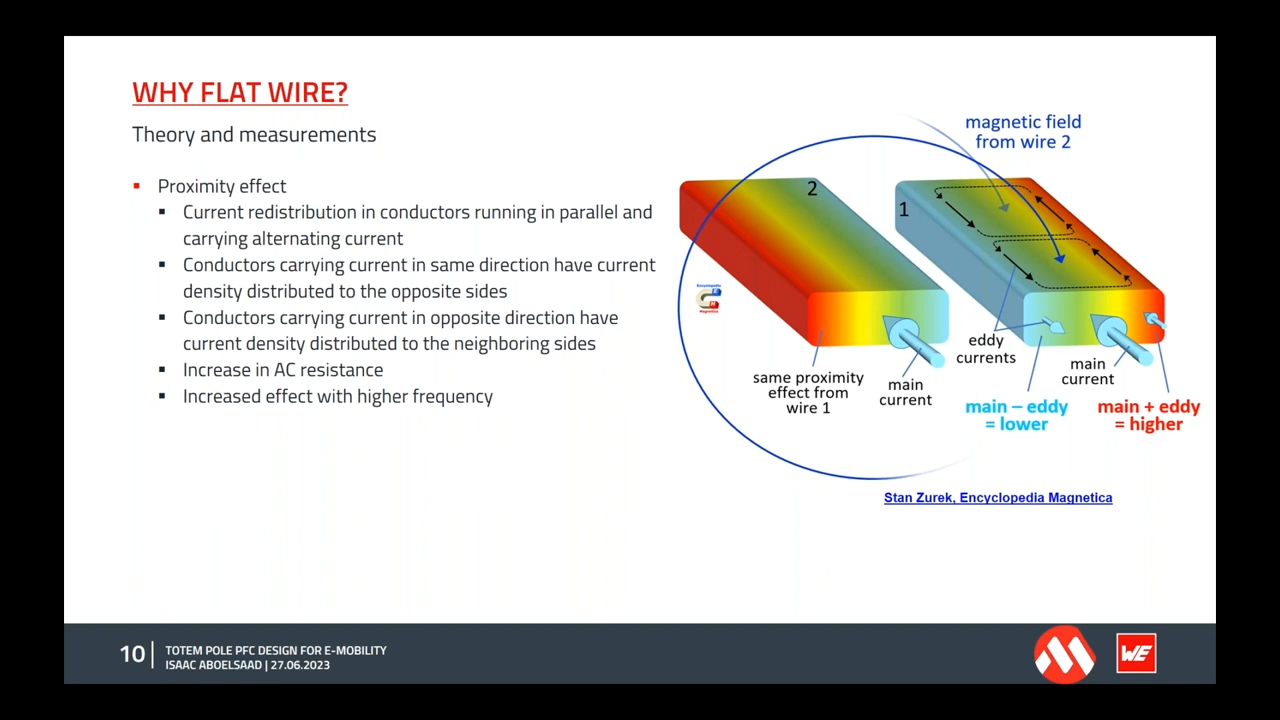 WHY FLAT WIRE?
Theory and measurements
Proximity effect
Current redistribution in conductors running in parallel and
carrying alternating current
Conductors carrying current in same direction have current
density distributed to the opposite sides
Conductors carrying current in opposite direction have
current density distributed to the neighboring sides
Increase in AC resistance
Increased effect with higher frequency
magnetic field
from wire 2
2
1
Encyclopedia
Magnetica
eddy
currents
same proximity
effect from
wire 1
main
current
main
current
main – eddy
= lower
main + eddy
= higher
Stan Zurek, Encyclopedia Magnetica
10
TOTEM POLE PFC DESIGN FOR E-MOBILITY
ISAAC ABOELSAAD | 27.06.2023
WE